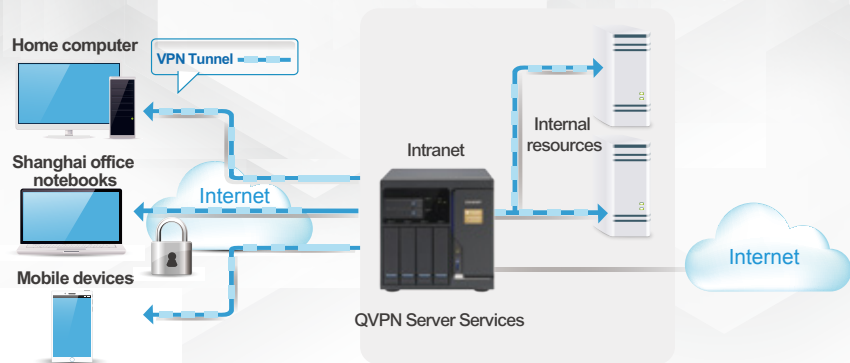 Home computer
VPN Tunnel
Shanghai office
notebooks
Internet
Mobile devices
Intranet
QVPN Server Services
Internal
resources
Internet